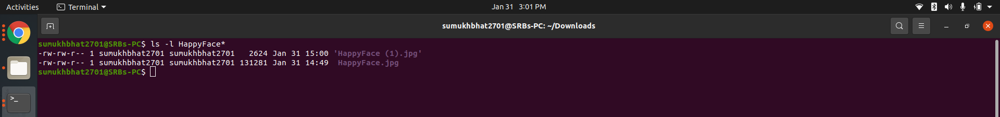 Activities Terminal Jan 31 3:01 PM
sumukhbhat2701@SRBs-PC: ~/Downloads
sumukhbhat2701@SRBs-PC$ ls -l HappyFace*
-rw-rw-r-- 1 sumukhbhat2701 sumukhbhat2701   2624 Jan 31 15:00 'HappyFace (1).jpg'
-rw-rw-r-- 1 sumukhbhat2701 sumukhbhat2701 131281 Jan 31 14:49  HappyFace.jpg
sumukhbhat2701@SRBs-PC$
>_